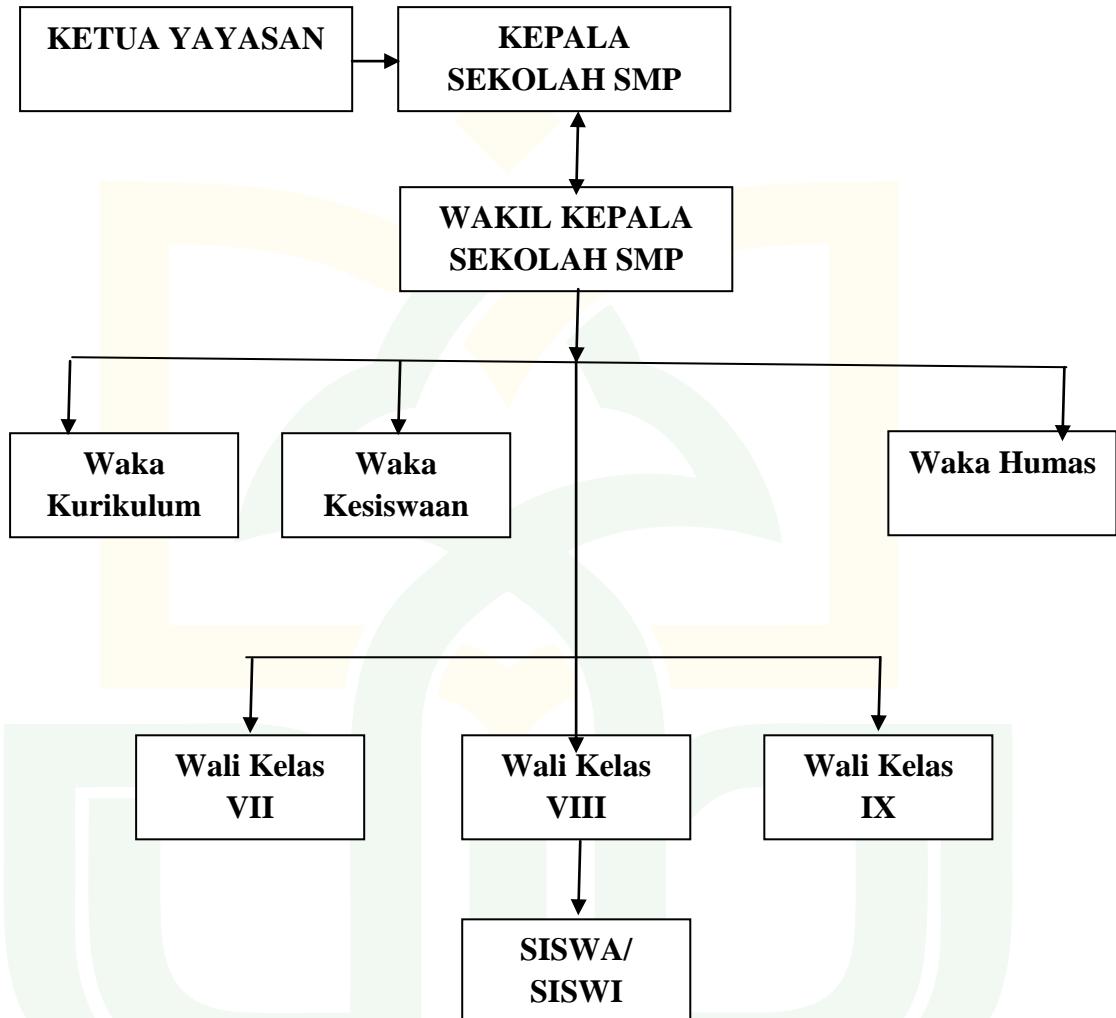 KETUA YAYASAN
KEPALA
SEKOLAH SMP
WAKIL KEPALA
SEKOLAH SMP
Waka
Kurikulum
Waka
Kesiswaan
Waka Humas
Wali Kelas
VII
Wali Kelas
VIII
Wali Kelas
IX
SISWA/
SISWI